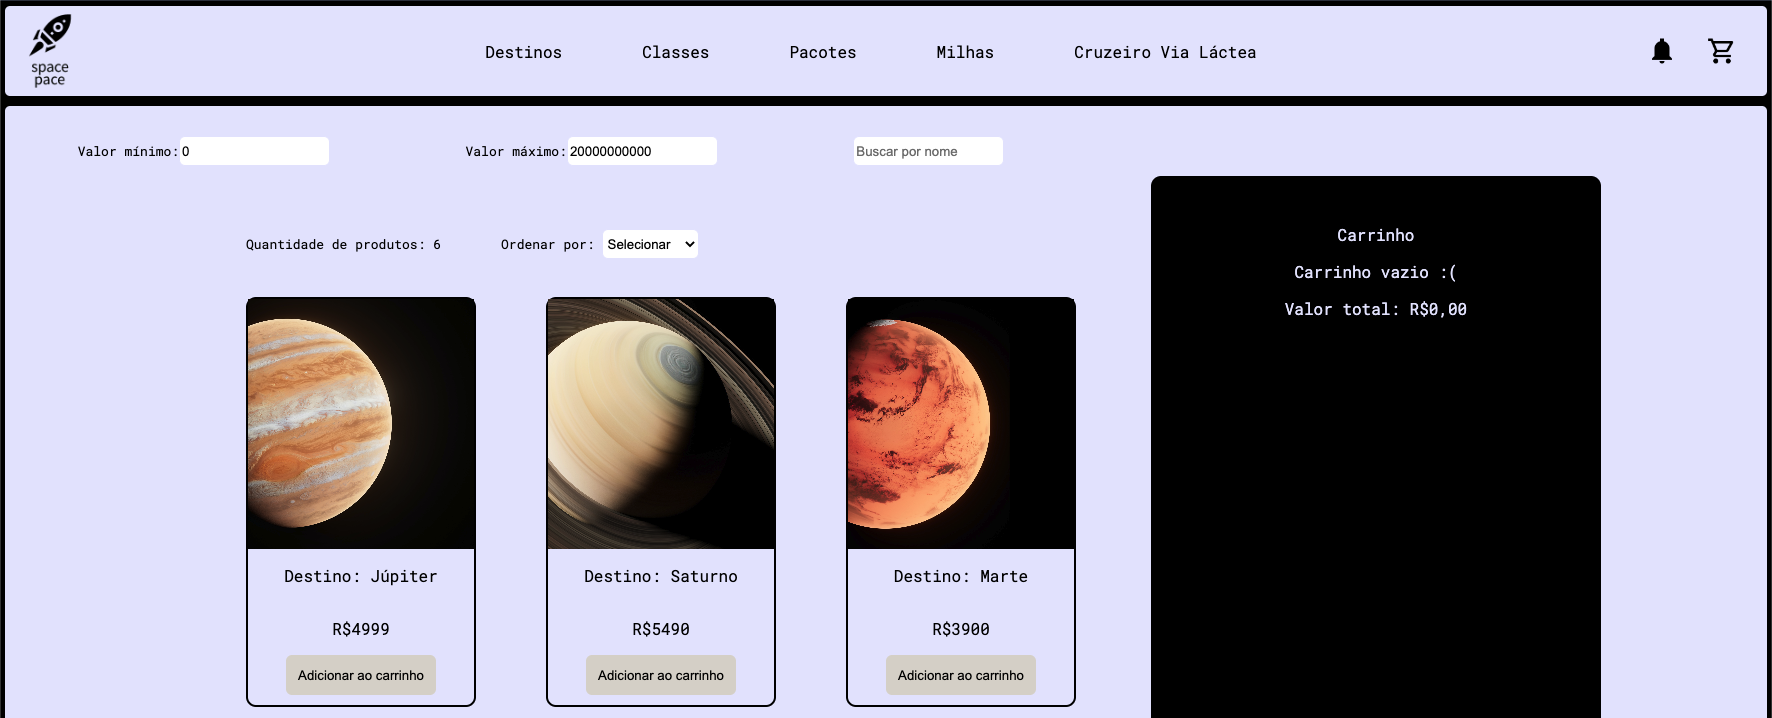 space
pace
Destinos
Classes
Pacotes
Milhas
Cruzeiro Via Láctea
Valor mínimo: 0
Valor máximo: 20000000000
Buscar por nome
Quantidade de produtos: 6
Ordenar por: Selecionar
Destino: Júpiter
R$4999
Adicionar ao carrinho
Destino: Saturno
R$5490
Adicionar ao carrinho
Destino: Marte
R$3900
Adicionar ao carrinho
Carrinho
Carrinho vazio :(
Valor total: R$0,00